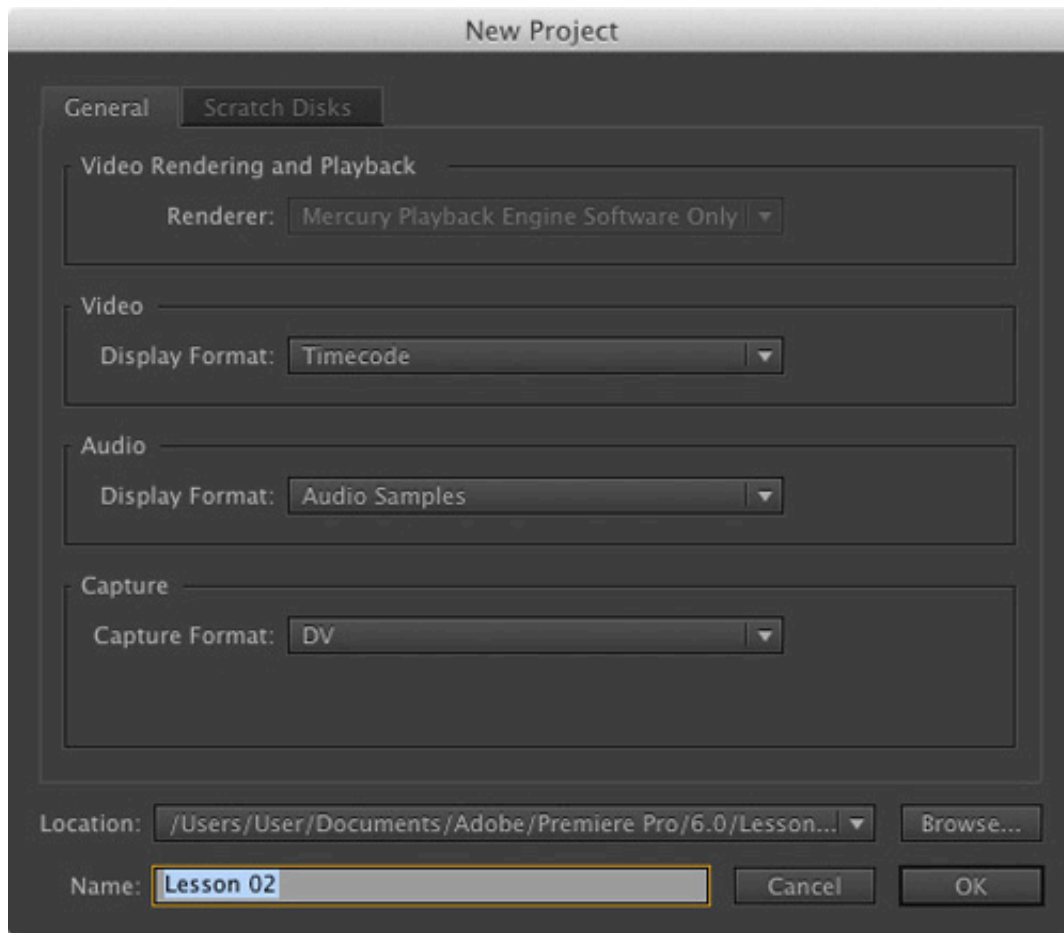 New Project
General
Scratch Disks
Video Rendering and Playback
Renderer: Mercury Playback Engine Software Only
Video
Display Format: Timecode
Audio
Display Format: Audio Samples
Capture
Capture Format: DV
Location: /Users/User/Documents/Adobe/Premiere Pro/6.0/Lesson... Browse...
Name: Lesson 02 Cancel OK